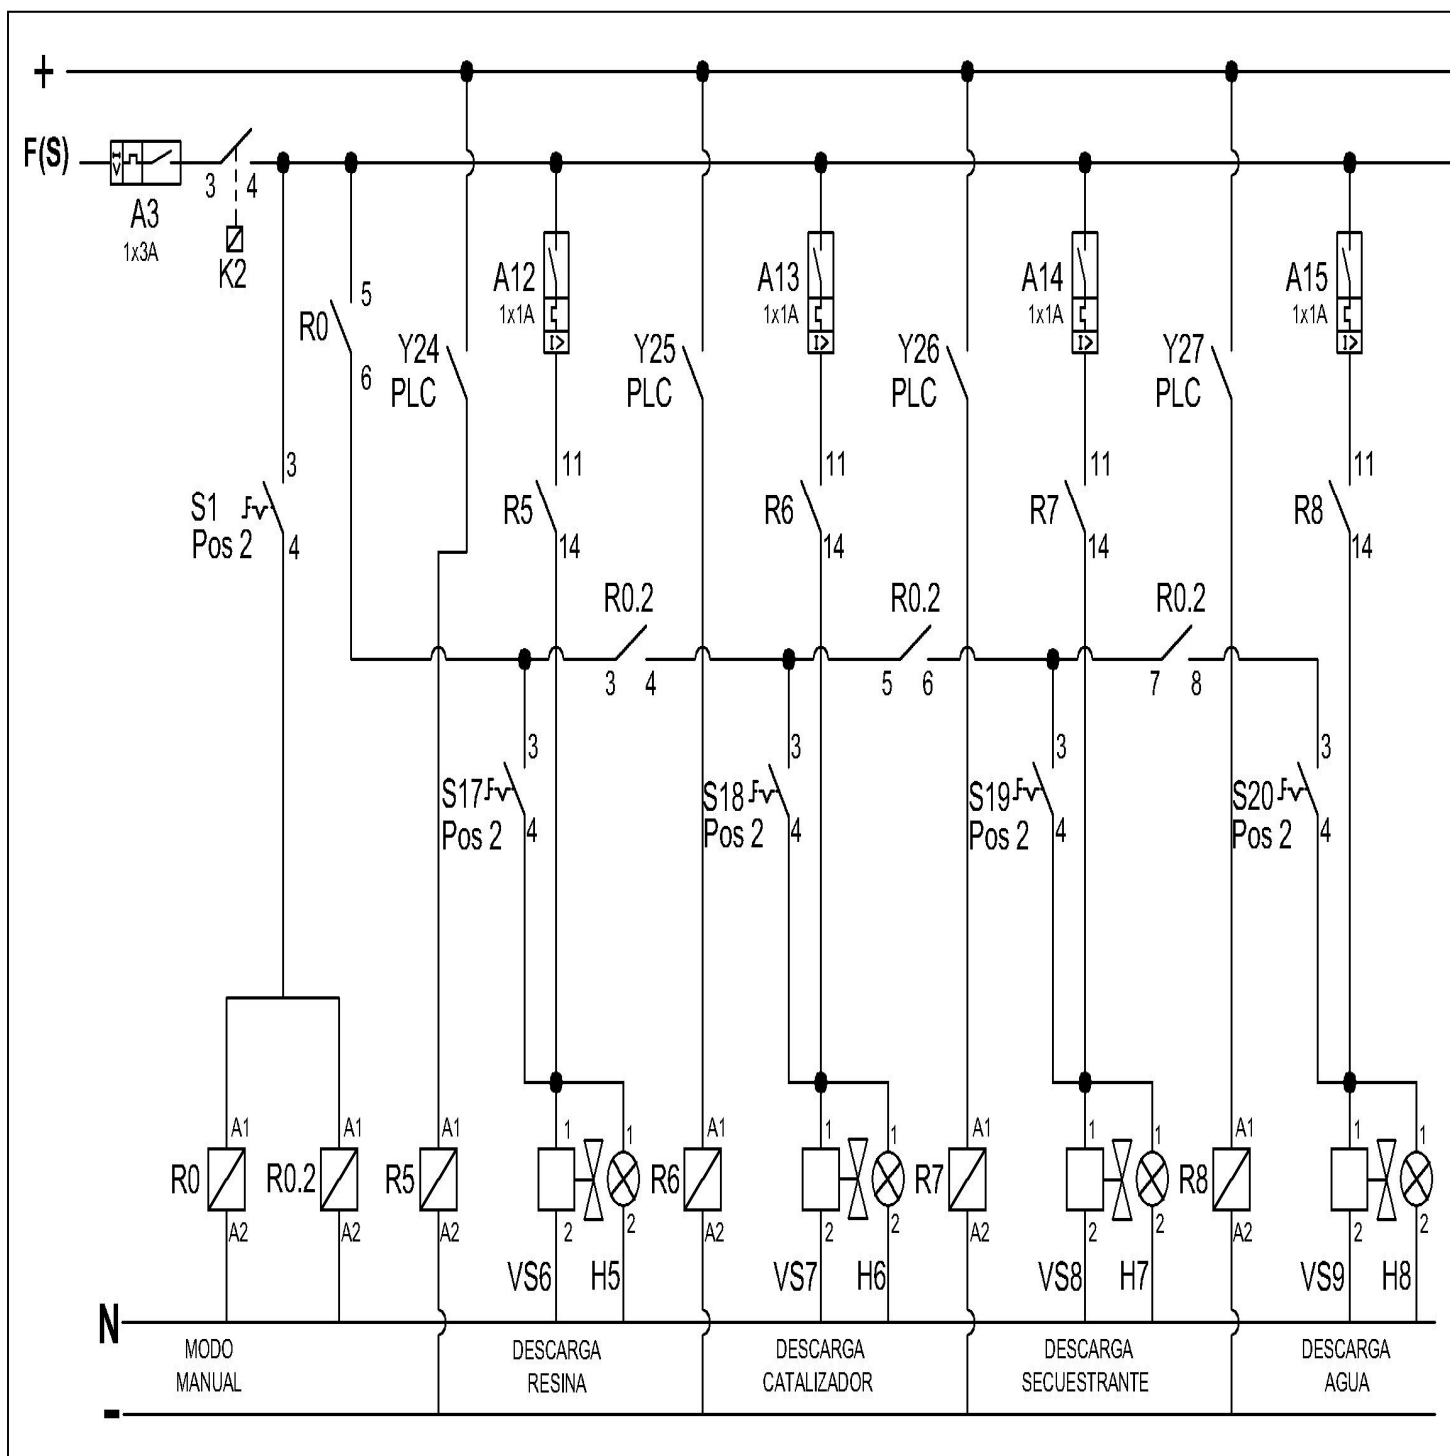 +
F(S)
3 4
A3
1x3A
K2
5
R0
6
A12
1x1A
A13
1x1A
A14
1x1A
A15
1x1A
I>
I>
I>
I>
Y24
PLC
Y25
PLC
Y26
PLC
Y27
PLC
3
S1
Pos 2
4
11
R5
14
11
R6
14
11
R7
14
11
R8
14
R0.2
3 4
R0.2
5 6
R0.2
7 8
3
S17
Pos 2
4
3
S18
Pos 2
4
3
S19
Pos 2
4
3
S20
Pos 2
4
A1
R0
A2
A1
R0.2
A2
A1
R5
A2
1 1
2 2
VS6 H5
A1
R6
A2
1 1
2 2
VS7 H6
A1
R7
A2
1 1
2 2
VS8 H7
A1
R8
A2
1 1
2 2
VS9 H8
N
MODO
MANUAL
DESCARGA
RESINA
DESCARGA
CATALIZADOR
DESCARGA
SECUESTRANTE
DESCARGA
AGUA
-